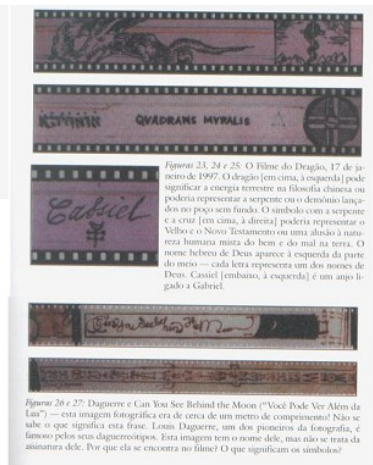 QVADRANS MVRALIS
Cassiel
Figuras 23, 24 e 25: O Filme do Dragão, 17 de ja-
neiro de 1997. O dragão [em cima, à esquerda] pode
significar a energia terrestre na filosofia chinesa ou
poderia representar a serpente ou o demônio lança-
dos no poço sem fundo. O símbolo com a serpente
e a cruz [em cima, à direita] poderia representar o
Velho e o Novo Testamento ou uma alusão à natu-
reza humana mista do bem e do mal na terra. O
nome hebreu de Deus aparece à esquerda da parte
do meio — cada letra representa um dos nomes de
Deus. Cassiel [embaixo, à esquerda] é um anjo li-
gado a Gabriel.
Can you See behind the Moon
Figuras 26 e 27: Daguerre e Can You See Behind the Moon ("Você Pode Ver Além da
Lua") — esta imagem fotográfica era de cerca de um metro de comprimento! Não se
sabe o que significa esta frase. Louis Daguerre, um dos pioneiros da fotografia, é
famoso pelos seus daguerreótipos. Esta imagem tem o nome dele, mas não se trata da
assinatura dele. Por que ela se encontra no filme? O que significam os símbolos?